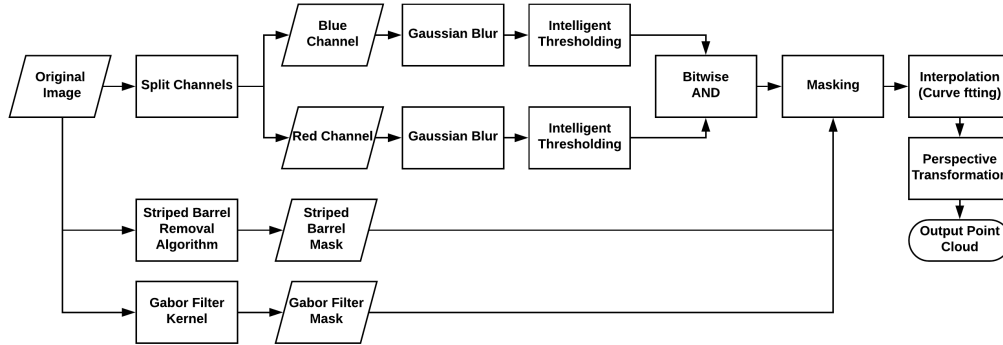 Original
Image
Split Channels
Blue
Channel
Gaussian Blur
Intelligent
Thresholding
Red Channel
Gaussian Blur
Intelligent
Thresholding
Bitwise
AND
Masking
Interpolation
(Curve ftting)
Perspective
Transformation
Output Point
Cloud
Striped Barrel
Removal
Algorithm
Striped
Barrel
Mask
Gabor Filter
Kernel
Gabor Filter
Mask